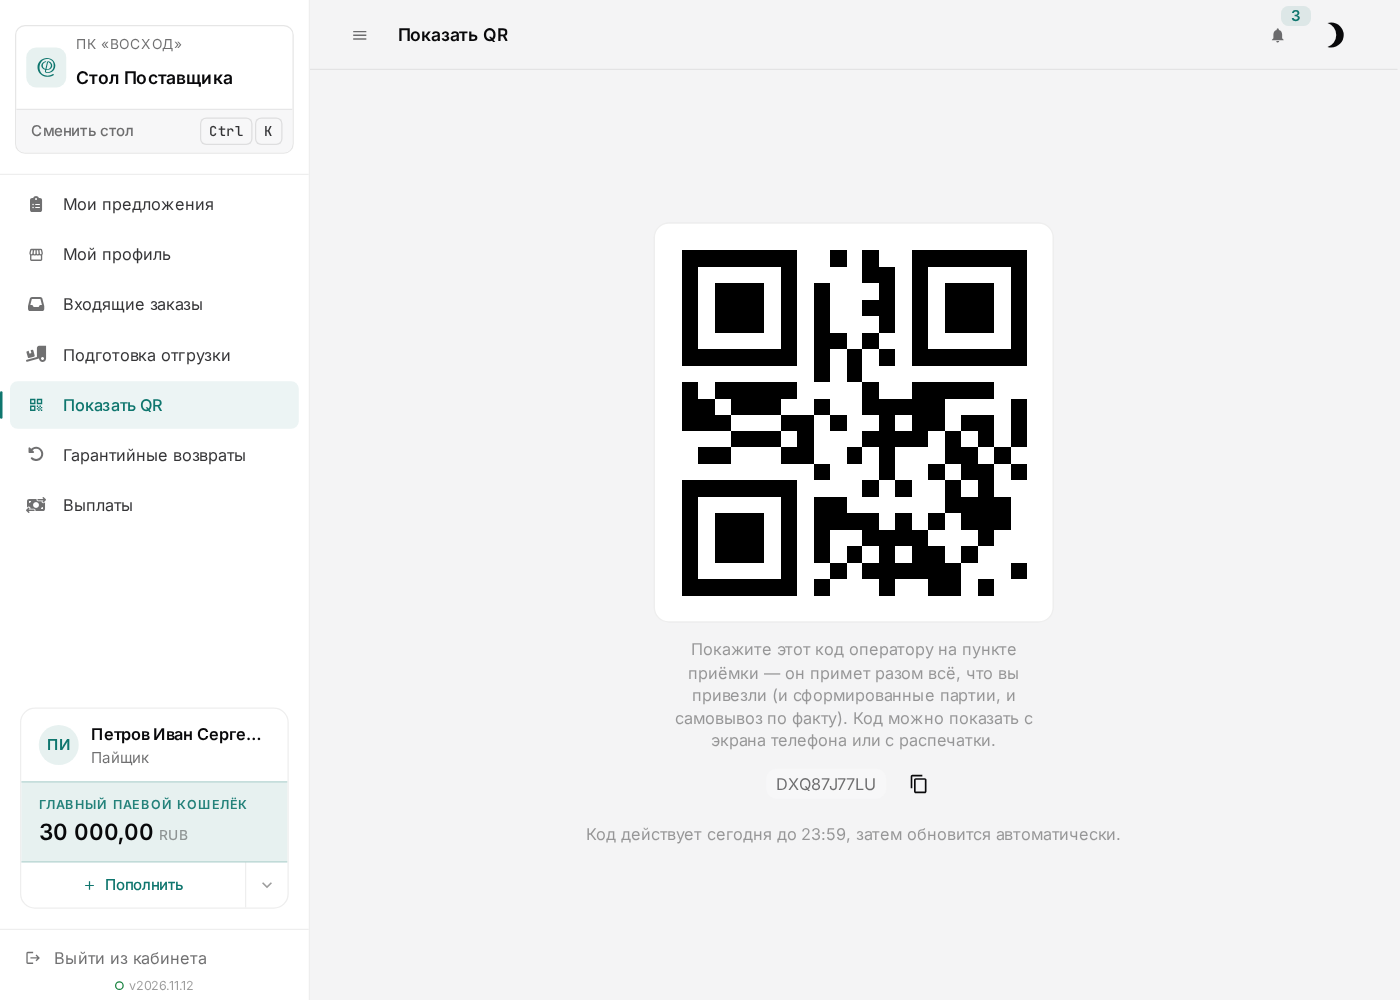 ПК «ВОСХОД»
Стол Поставщика
Сменить стол
Ctrl K
Мои предложения
Мой профиль
Входящие заказы
Подготовка отгрузки
Показать QR
Гарантийные возвраты
Выплаты
ПИ
Петров Иван Серге...
Пайщик
ГЛАВНЫЙ ПАЕВОЙ КОШЕЛЁК
30 000,00 RUB
+ Пополнить
Выйти из кабинета
v2026.11.12
Показать QR
3
Покажите этот код оператору на пункте
приёмки — он примет разом всё, что вы
привезли (и сформированные партии, и
самовывоз по факту). Код можно показать с
экрана телефона или с распечатки.
DXQ87J77LU
Код действует сегодня до 23:59, затем обновится автоматически.